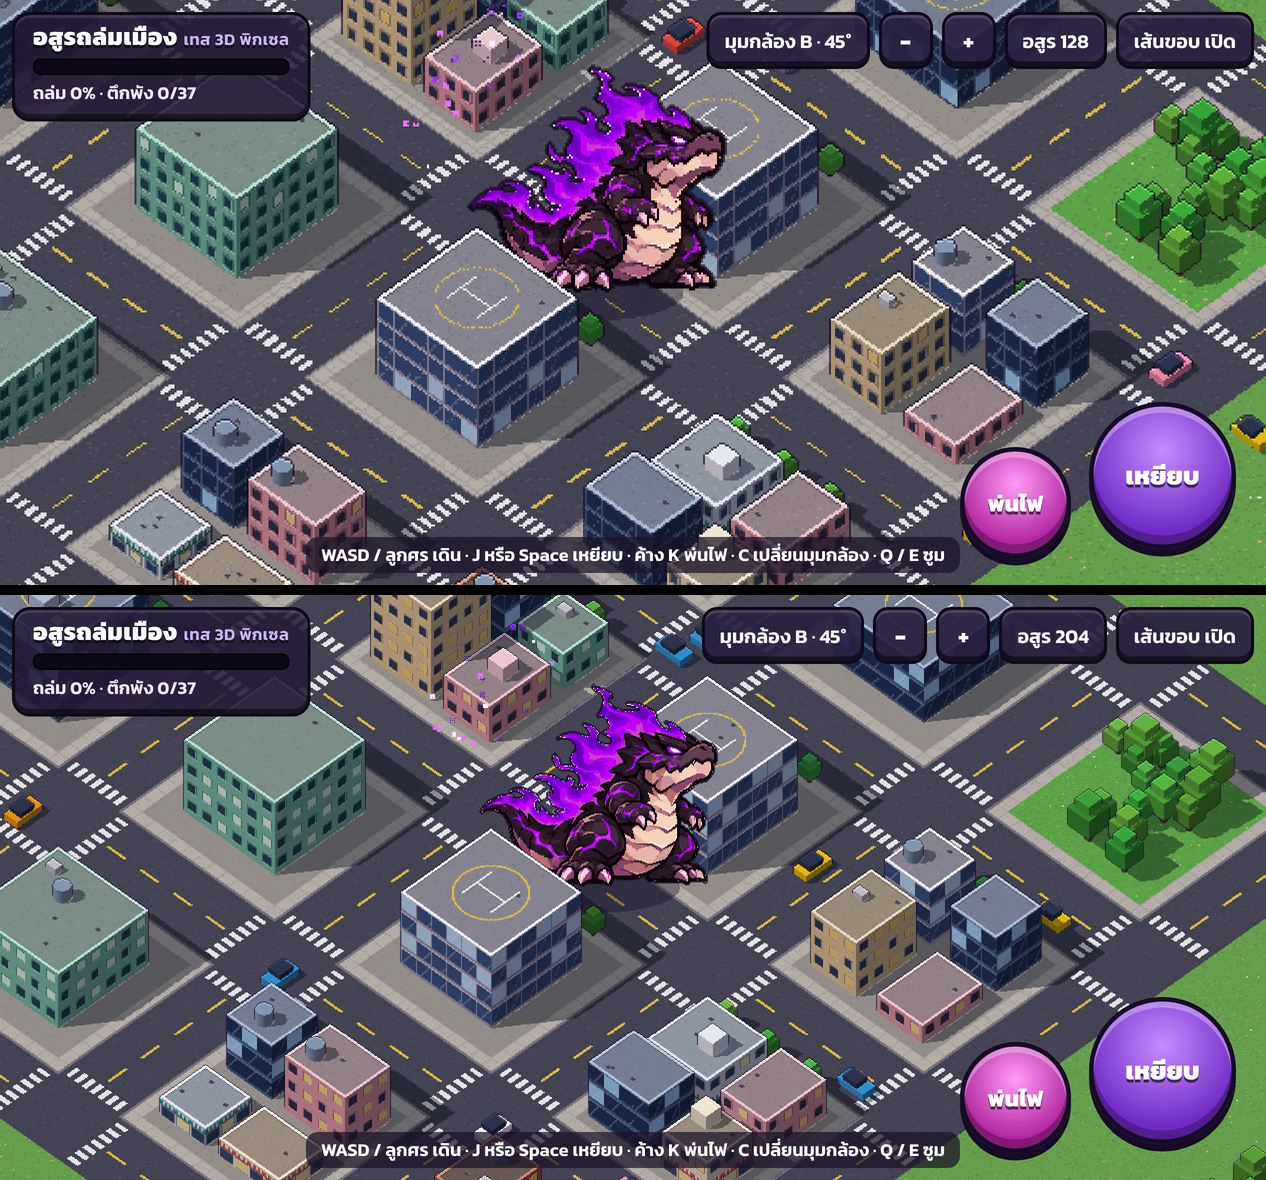 อสูรถล่มเมือง เทส 3D พิกเซล
ถล่ม 0% · ตึกพัง 0/37
มุมกล้อง B · 45°
-
+
อสูร 128
เส้นขอบ เปิด
H
H
พ่นไฟ
เหยียบ
WASD / ลูกศร เดิน · J หรือ Space เหยียบ · ค้าง K พ่นไฟ · C เปลี่ยนมุมกล้อง · Q / E ซูม
อสูรถล่มเมือง เทส 3D พิกเซล
ถล่ม 0% · ตึกพัง 0/37
มุมกล้อง B · 45°
-
+
อสูร 204
เส้นขอบ เปิด
H
H
พ่นไฟ
เหยียบ
WASD / ลูกศร เดิน · J หรือ Space เหยียบ · ค้าง K พ่นไฟ · C เปลี่ยนมุมกล้อง · Q / E ซูม